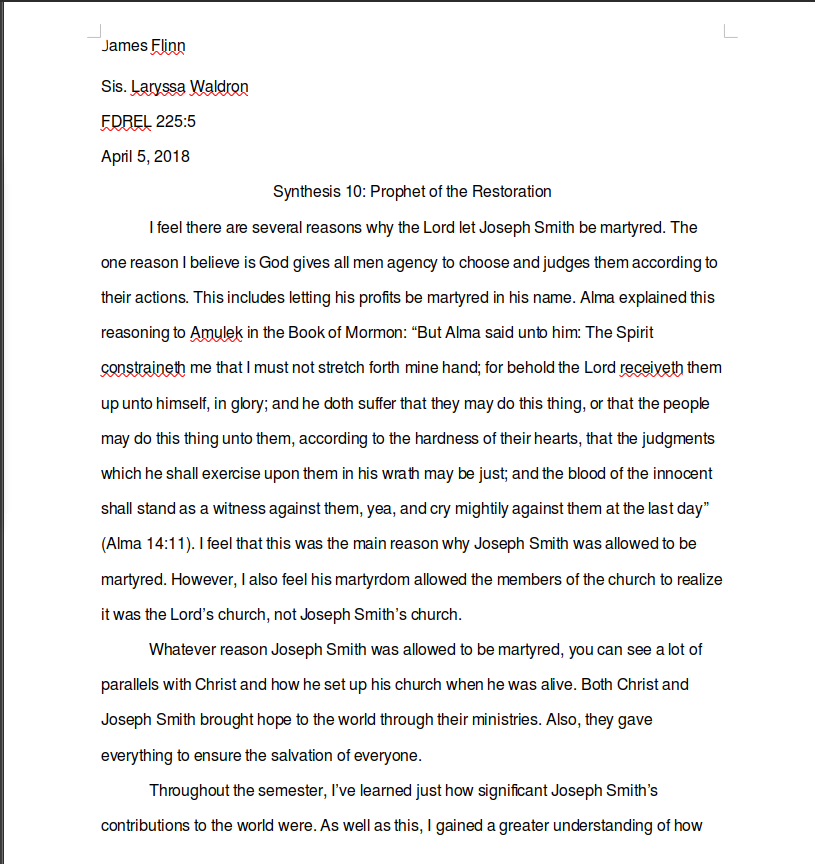 James Flinn
Sis. Laryssa Waldron
FDREL 225:5
April 5, 2018
Synthesis 10: Prophet of the Restoration
I feel there are several reasons why the Lord let Joseph Smith be martyred. The
one reason I believe is God gives all men agency to choose and judges them according to
their actions. This includes letting his profits be martyred in his name. Alma explained this
reasoning to Amulek in the Book of Mormon: “But Alma said unto him: The Spirit
constraineth me that I must not stretch forth mine hand; for behold the Lord receiveth them
up unto himself, in glory; and he doth suffer that they may do this thing, or that the people
may do this thing unto them, according to the hardness of their hearts, that the judgments
which he shall exercise upon them in his wrath may be just; and the blood of the innocent
shall stand as a witness against them, yea, and cry mightily against them at the last day”
(Alma 14:11). I feel that this was the main reason why Joseph Smith was allowed to be
martyred. However, I also feel his martyrdom allowed the members of the church to realize
it was the Lord’s church, not Joseph Smith’s church.
Whatever reason Joseph Smith was allowed to be martyred, you can see a lot of
parallels with Christ and how he set up his church when he was alive. Both Christ and
Joseph Smith brought hope to the world through their ministries. Also, they gave
everything to ensure the salvation of everyone.
Throughout the semester, I’ve learned just how significant Joseph Smith’s
contributions to the world were. As well as this, I gained a greater understanding of how